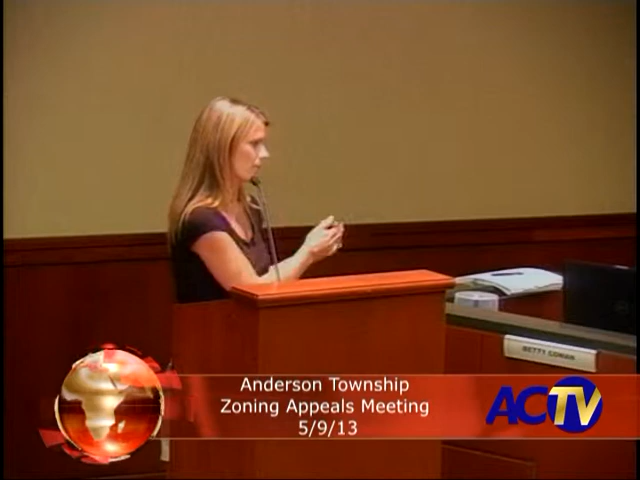 BETTY COWAN
Anderson Township
Zoning Appeals Meeting
5/9/13
ACTV